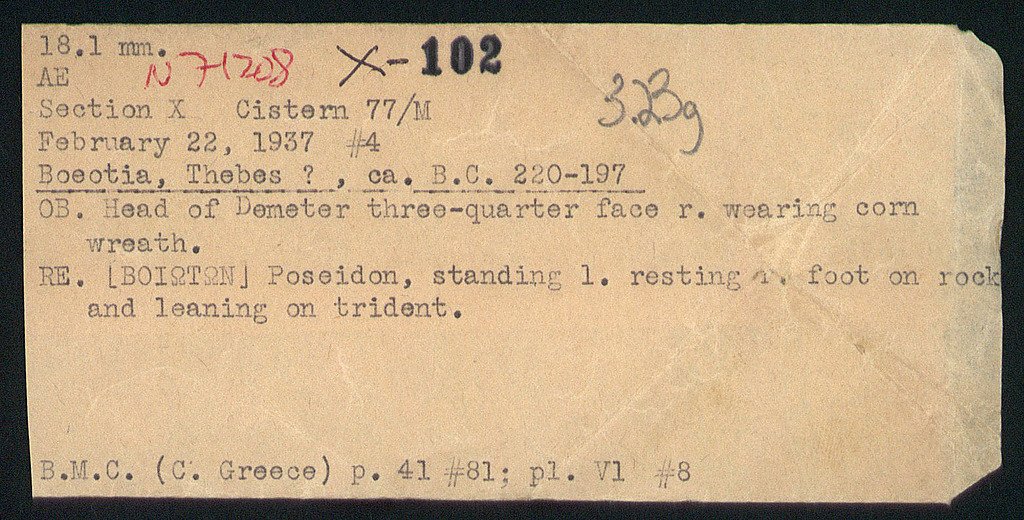 18.1 mm.
N 71208 X-102
AE
3.23g
Section X Cistern 77/M
February 22, 1937 #4
Boeotia, Thebes ? , ca. B.C. 220-197
OB. Head of Demeter three-quarter face r. wearing corn
wreath.
RE. [ΒΟΙΩΤΩΝ] Poseidon, standing l. resting r. foot on rock
and leaning on trident.
B.M.C. (C. Greece) p. 41 #81; pl. Vl #8